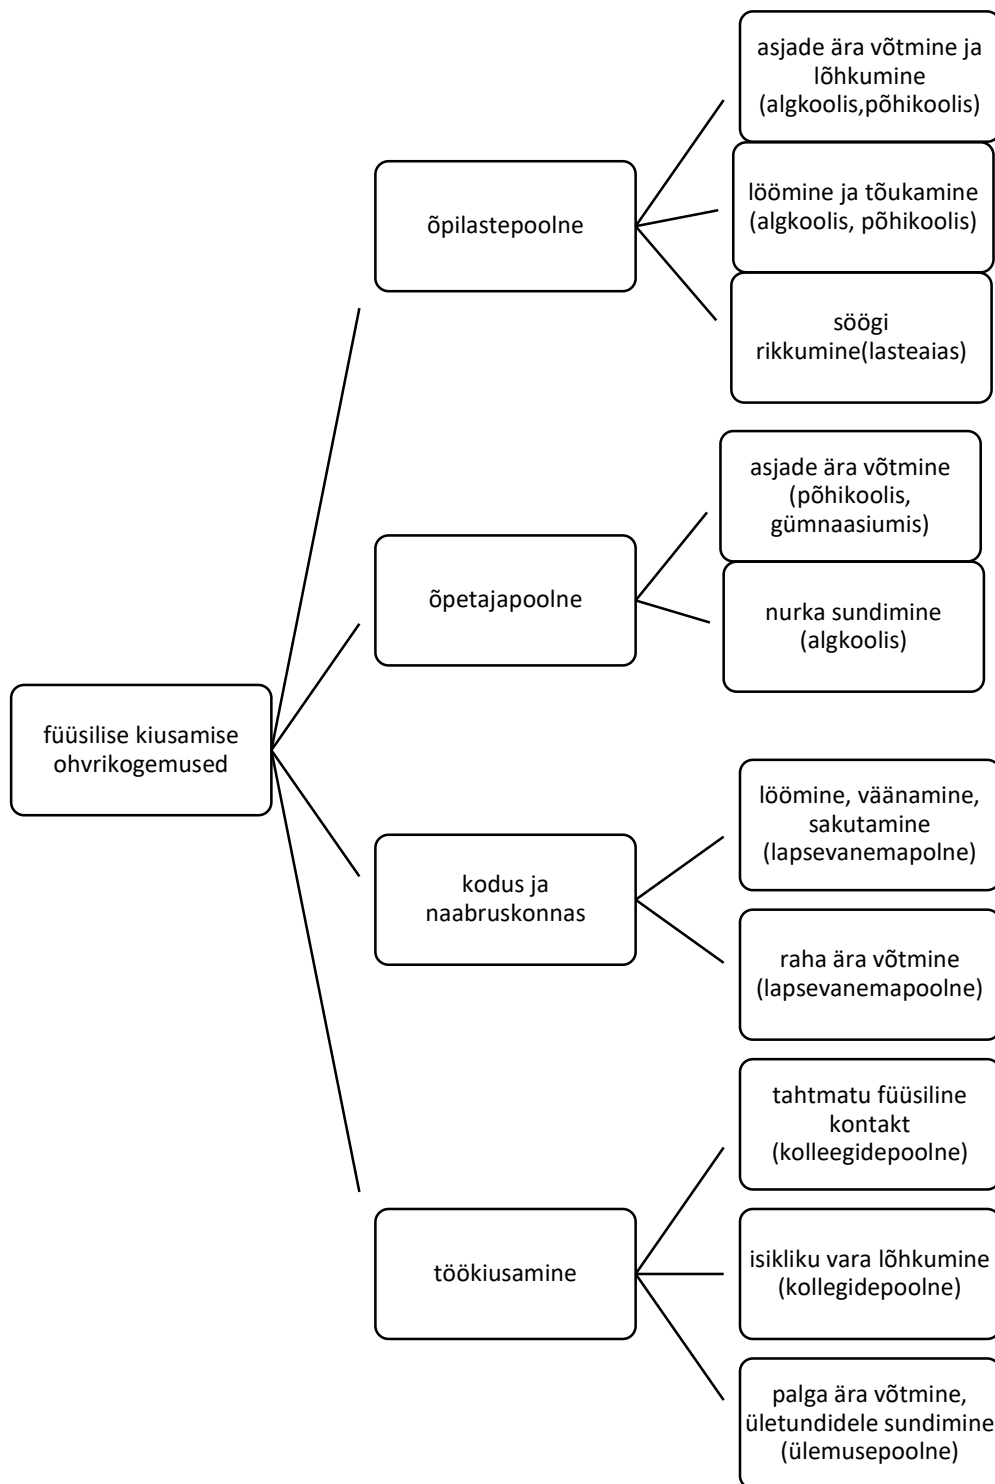 asjade ära võtmine ja
lõhkumine
(algkoolis,põhikoolis)
õpilastepoolne
löömine ja tõukamine
(algkoolis, põhikoolis)
söögi
rikkumine(lasteaias)
asjade ära võtmine
(põhikoolis,
gümnaasiumis)
õpetajapoolne
nurka sundimine
(algkoolis)
füüsilise kiusamise
ohvrikogemused
löömine, väänamine,
sakutamine
(lapsevanemapolne)
kodus ja
naabruskonnas
raha ära võtmine
(lapsevanemapoolne)
tahtmatu füüsiline
kontakt
(kolleegidepoolne)
töökiusamine
isikliku vara lõhkumine
(kollegidepoolne)
palga ära võtmine,
ületundidele sundimine
(ülemusepoolne)